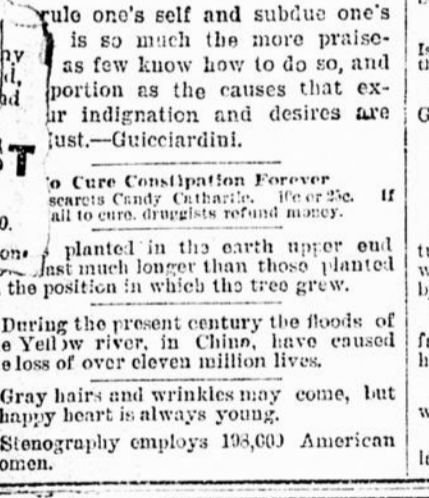 rule one's self and subdue one's
is so much the more praise-
as few know how to do so, and
portion as the causes that ex-
ur indignation and desires are
just.—Guicciardini.
o Cure Constipation Forever
scarets Candy Cathartic. 10c or 25c. If
ail to cure, druggists refund money.
planted in the earth upper end
last much longer than those planted
the position in which the tree grew.
During the present century the floods of
e Yellow river, in China, have caused
e loss of over eleven million lives.
Gray hairs and wrinkles may come, but
happy heart is always young.
Stenography employs American
omen.